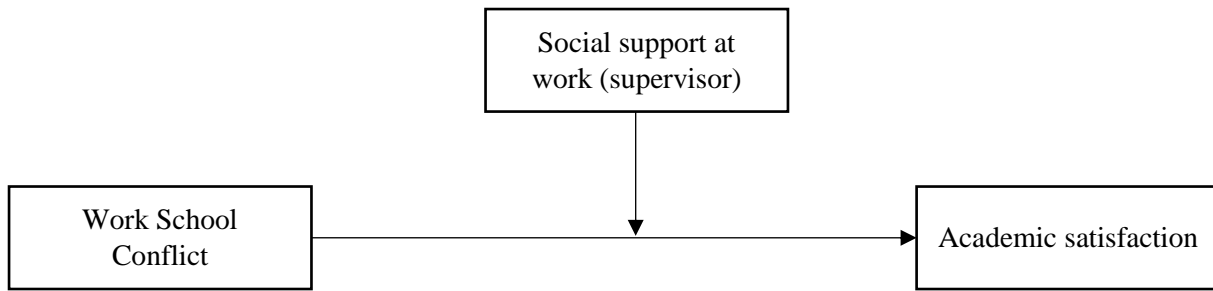 Social support at
work (supervisor)
Work School
Conflict
Academic satisfaction